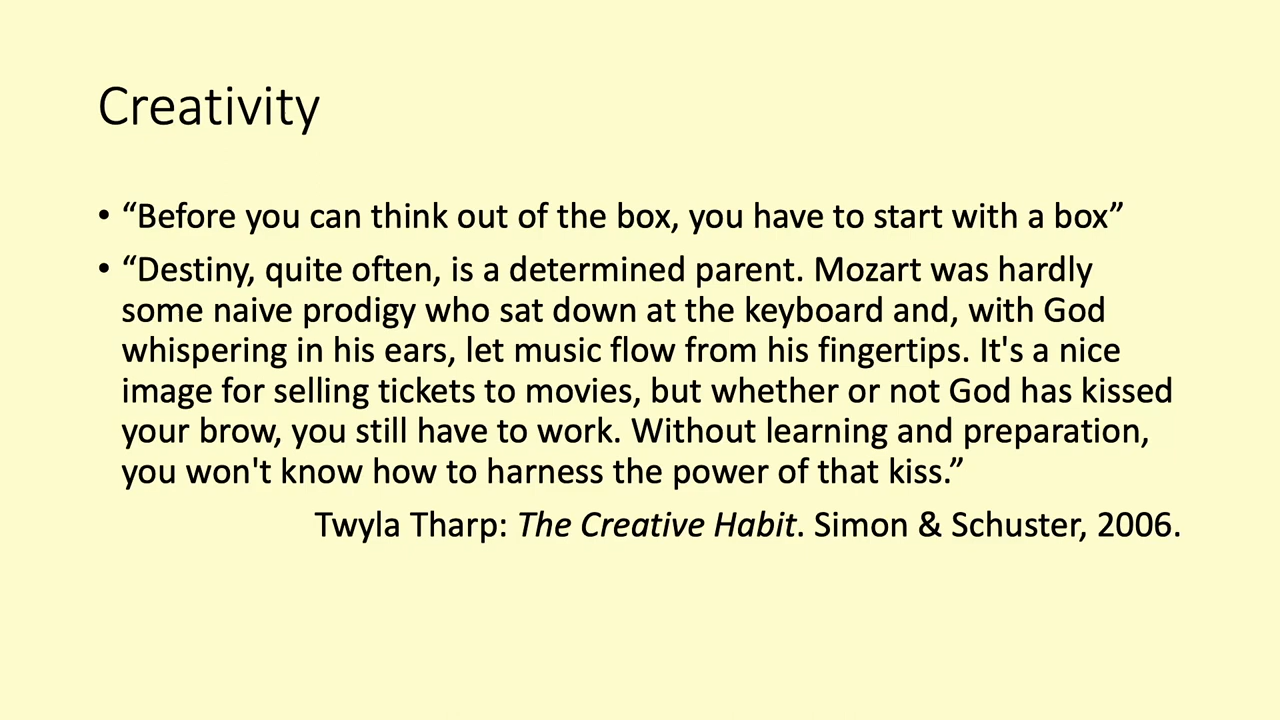 Creativity
• “Before you can think out of the box, you have to start with a box”
• “Destiny, quite often, is a determined parent. Mozart was hardly
some naive prodigy who sat down at the keyboard and, with God
whispering in his ears, let music flow from his fingertips. It's a nice
image for selling tickets to movies, but whether or not God has kissed
your brow, you still have to work. Without learning and preparation,
you won't know how to harness the power of that kiss.”
Twyla Tharp: The Creative Habit. Simon & Schuster, 2006.